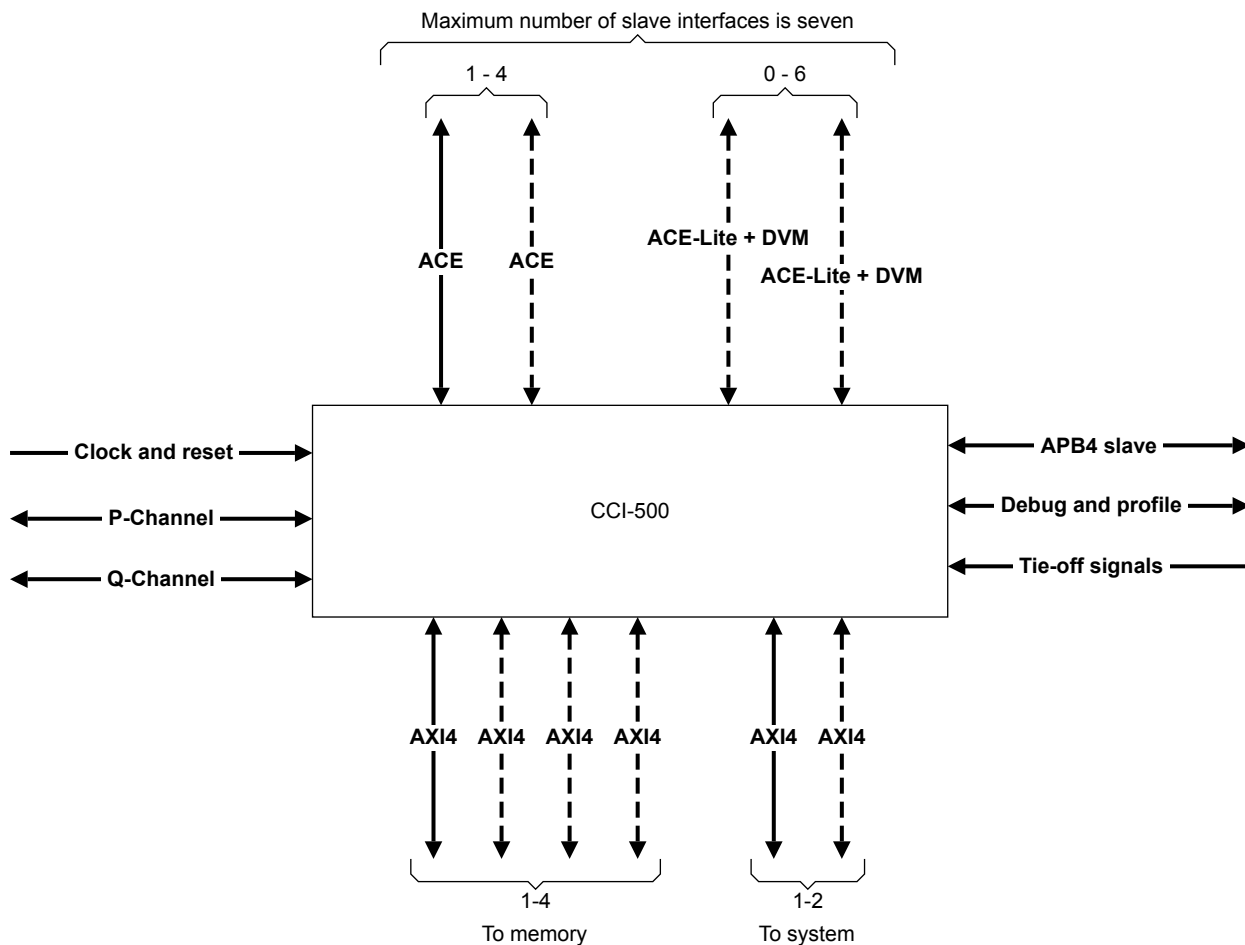 Maximum number of slave interfaces is seven
1 - 4
0 - 6
ACE
ACE
ACE-Lite + DVM
ACE-Lite + DVM
Clock and reset
P-Channel
Q-Channel
CCI-500
APB4 slave
Debug and profile
Tie-off signals
AXI4
AXI4
AXI4
AXI4
AXI4
AXI4
1-4
To memory
1-2
To system